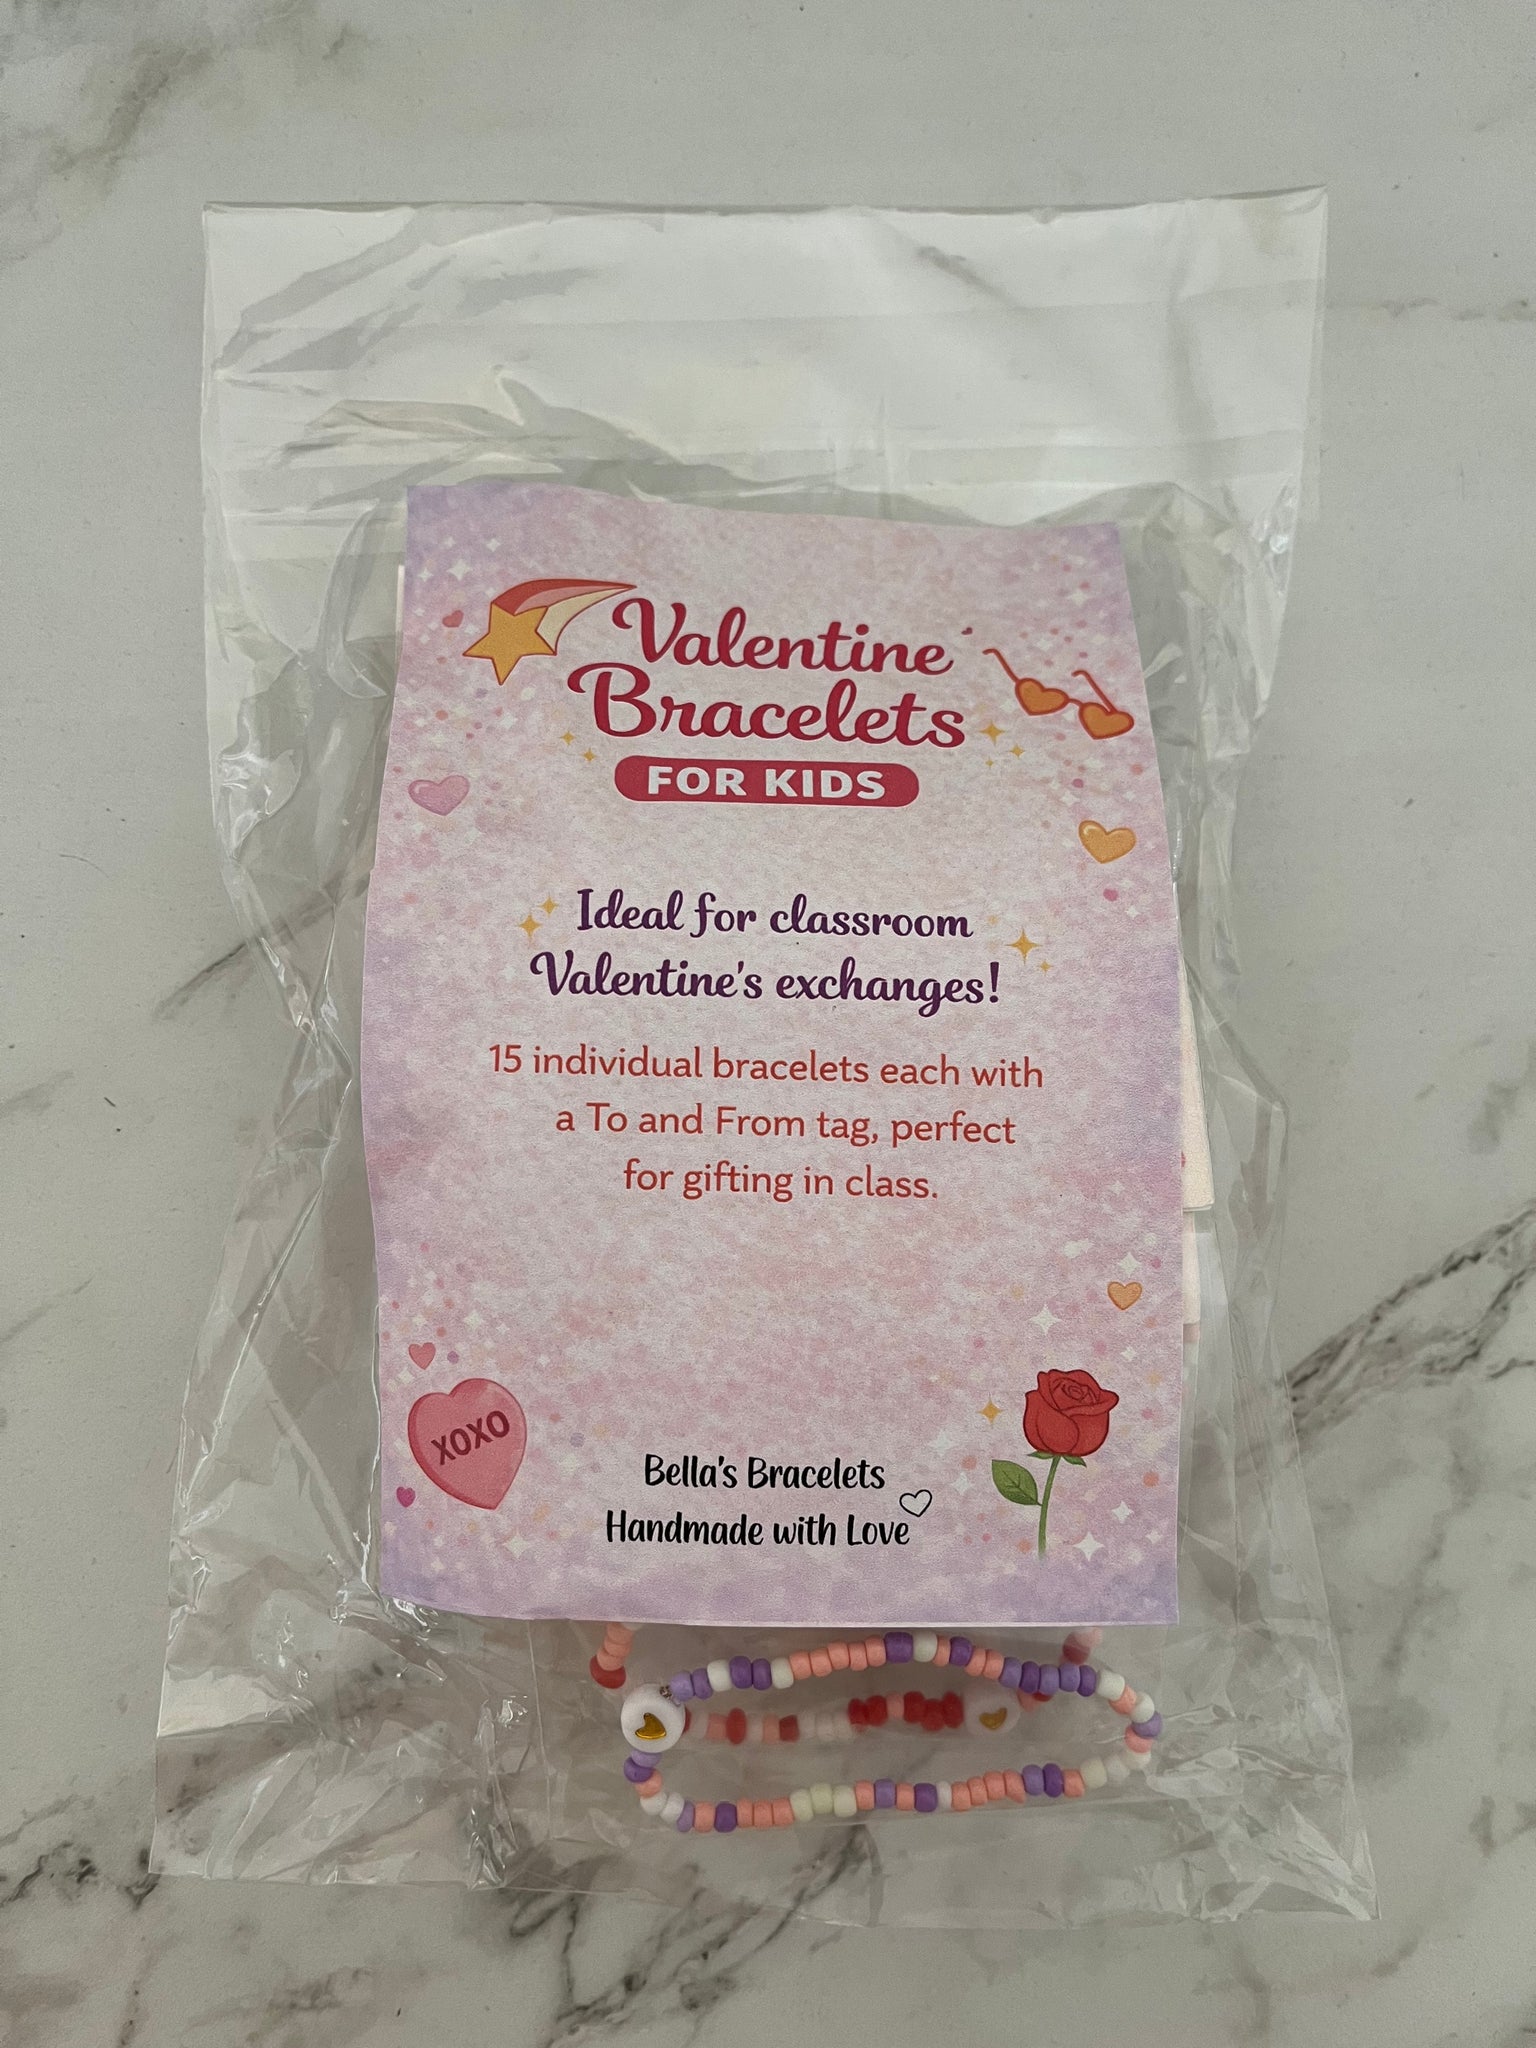 Valentine
Bracelets
FOR KIDS
Ideal for classroom
Valentine's exchanges!
15 individual bracelets each with
a To and From tag, perfect
for gifting in class.
XOXO
Bella's Bracelets
Handmade with Love